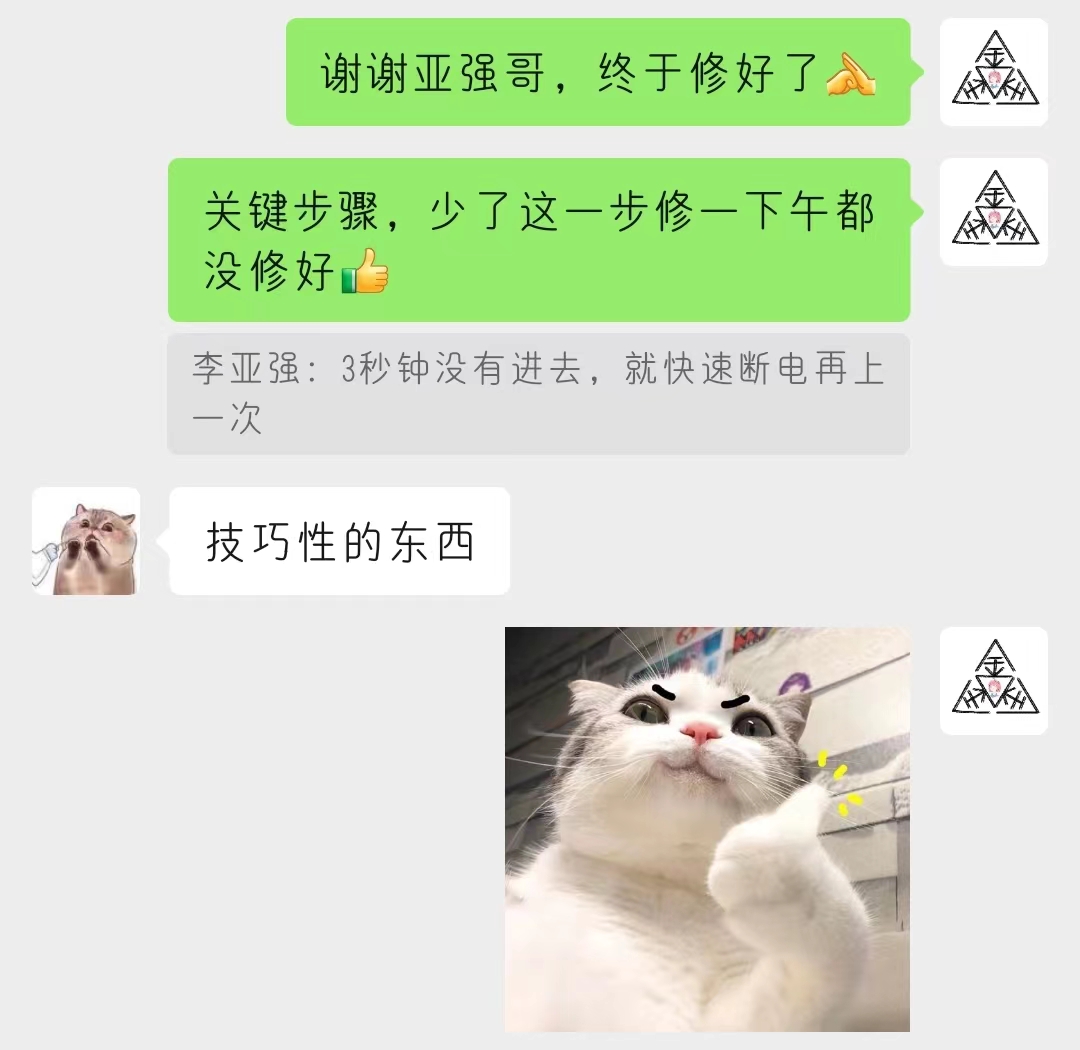 谢谢亚强哥，终于修好了
关键步骤，少了这一步修一下午都
没修好
李亚强：3秒钟没有进去，就快速断电再上
一次
技巧性的东西